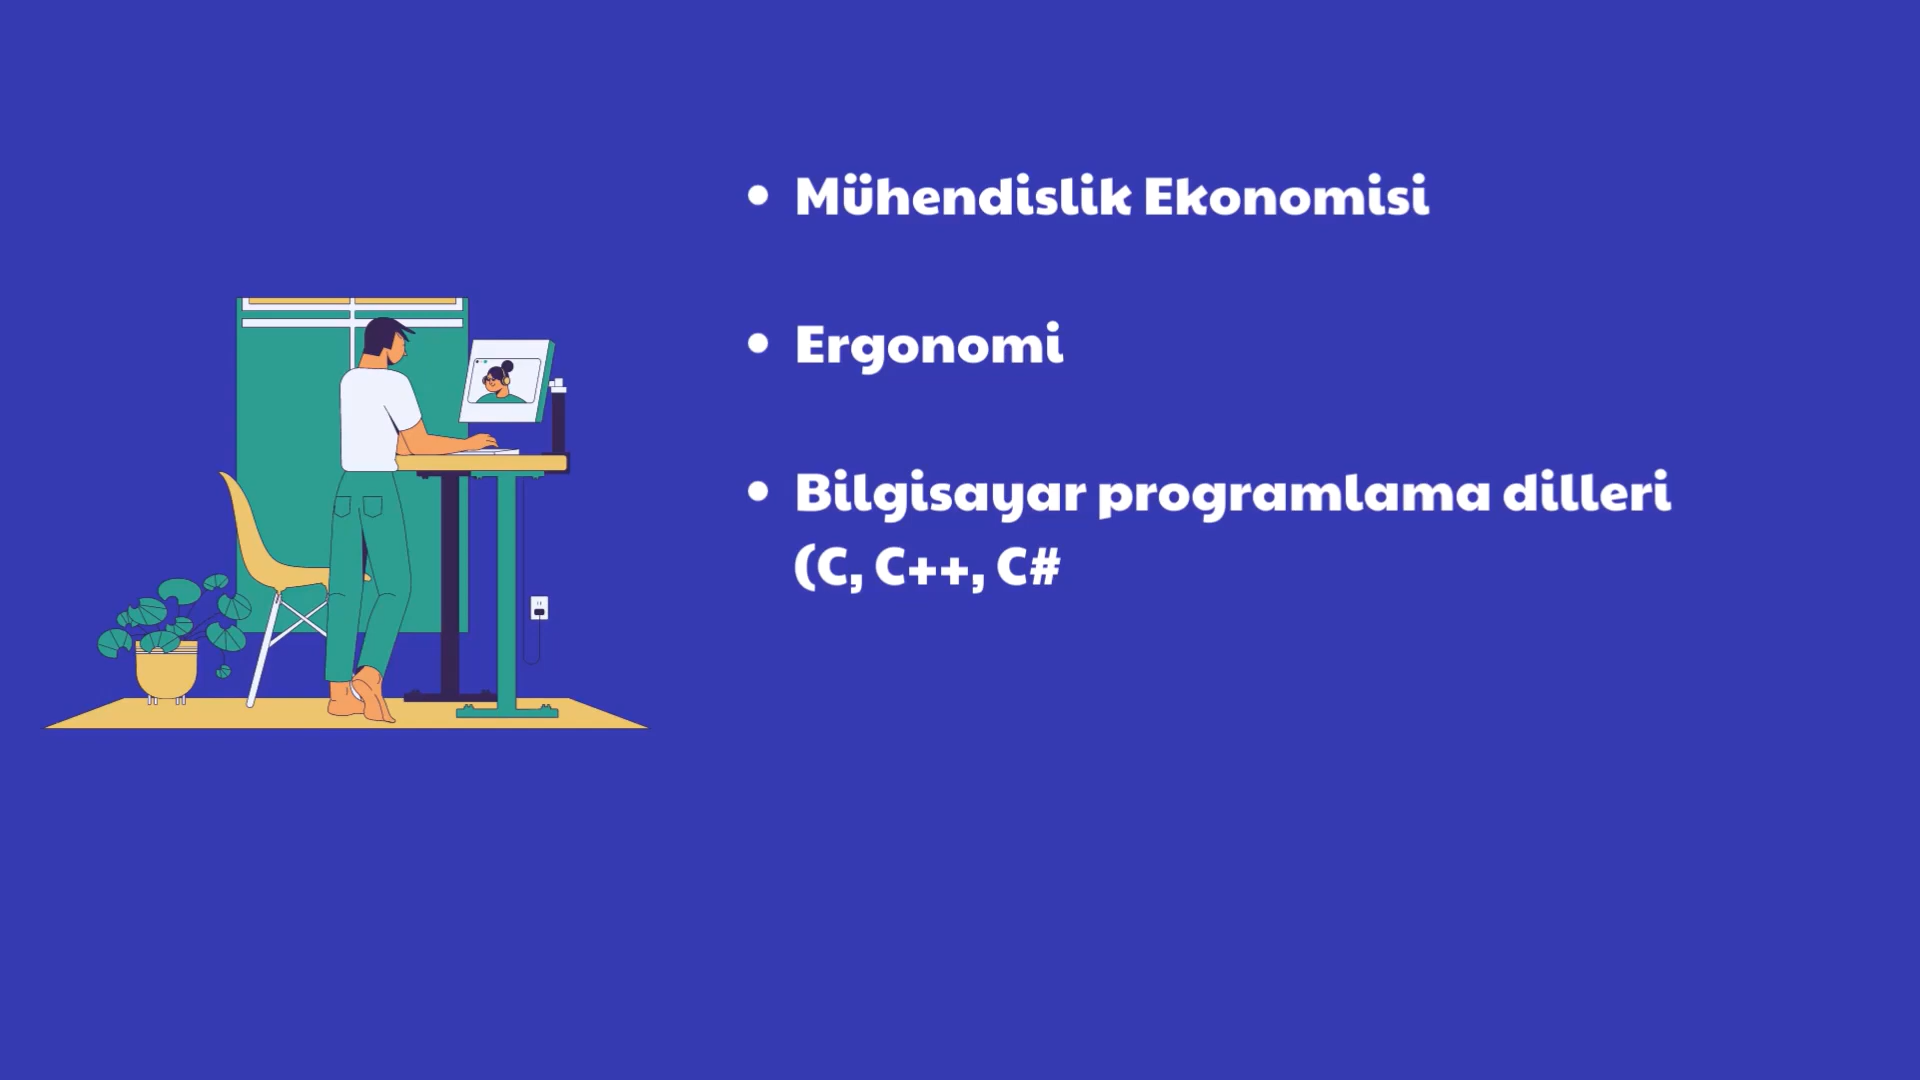 • Mühendislik Ekonomisi
• Ergonomi
• Bilgisayar programlama dilleri
(C, C++, C#